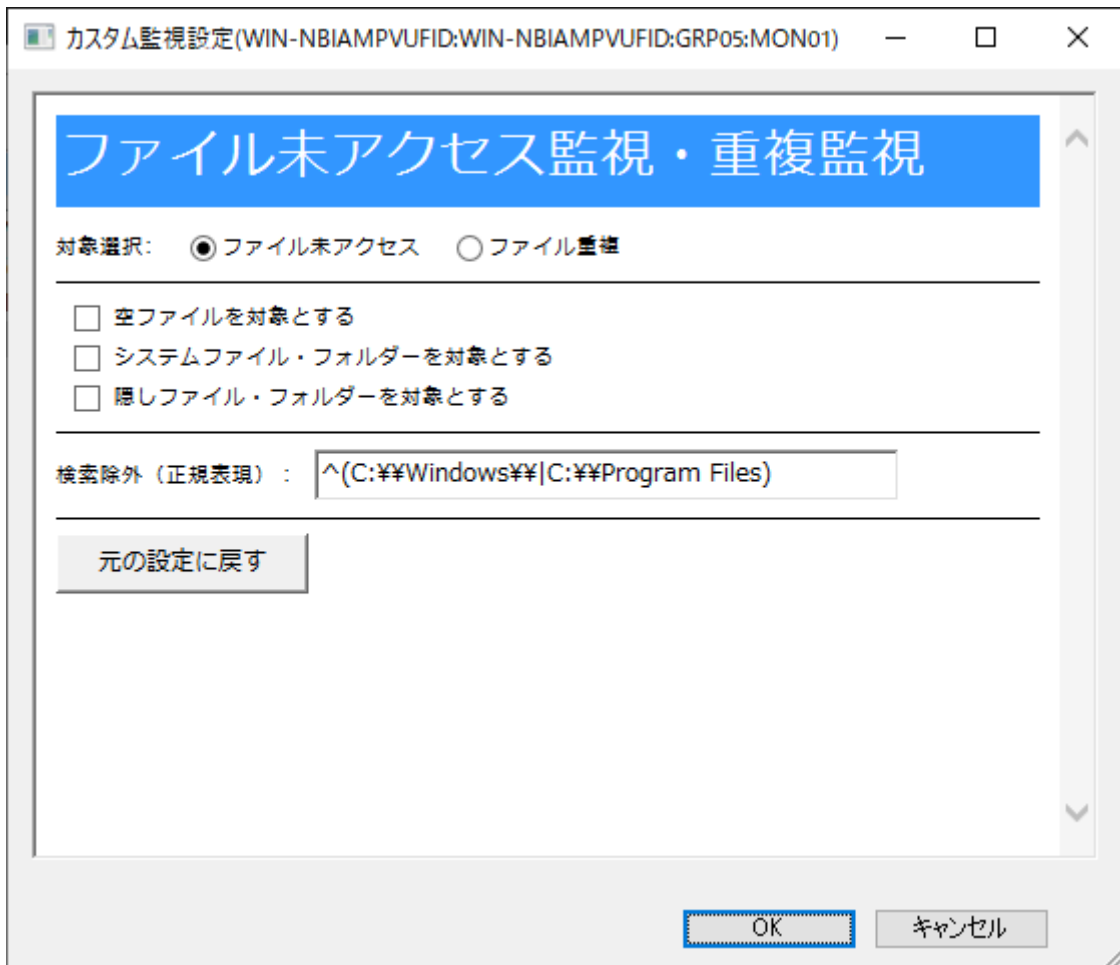 カスタム監視設定(WIN-NBIAMPVUFID:WIN-NBIAMPVUFID:GRP05:MON01)
ファイル未アクセス監視・重複監視
対象選択: ファイル未アクセス ファイル重複
空ファイルを対象とする
システムファイル・フォルダーを対象とする
隠しファイル・フォルダーを対象とする
検索除外（正規表現）: ^(C:¥¥Windows¥¥|C:¥¥Program Files)
元の設定に戻す
OK キャンセル